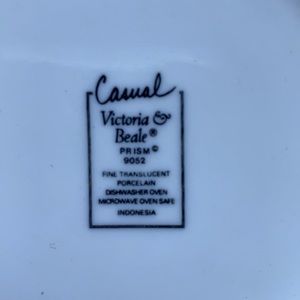 Casual
Victoria &
Beale®
PRISM©
9052
FINE TRANSLUCENT
PORCELAIN
DISHWASHER OVEN
MICROWAVE OVEN SAFE
INDONESIA